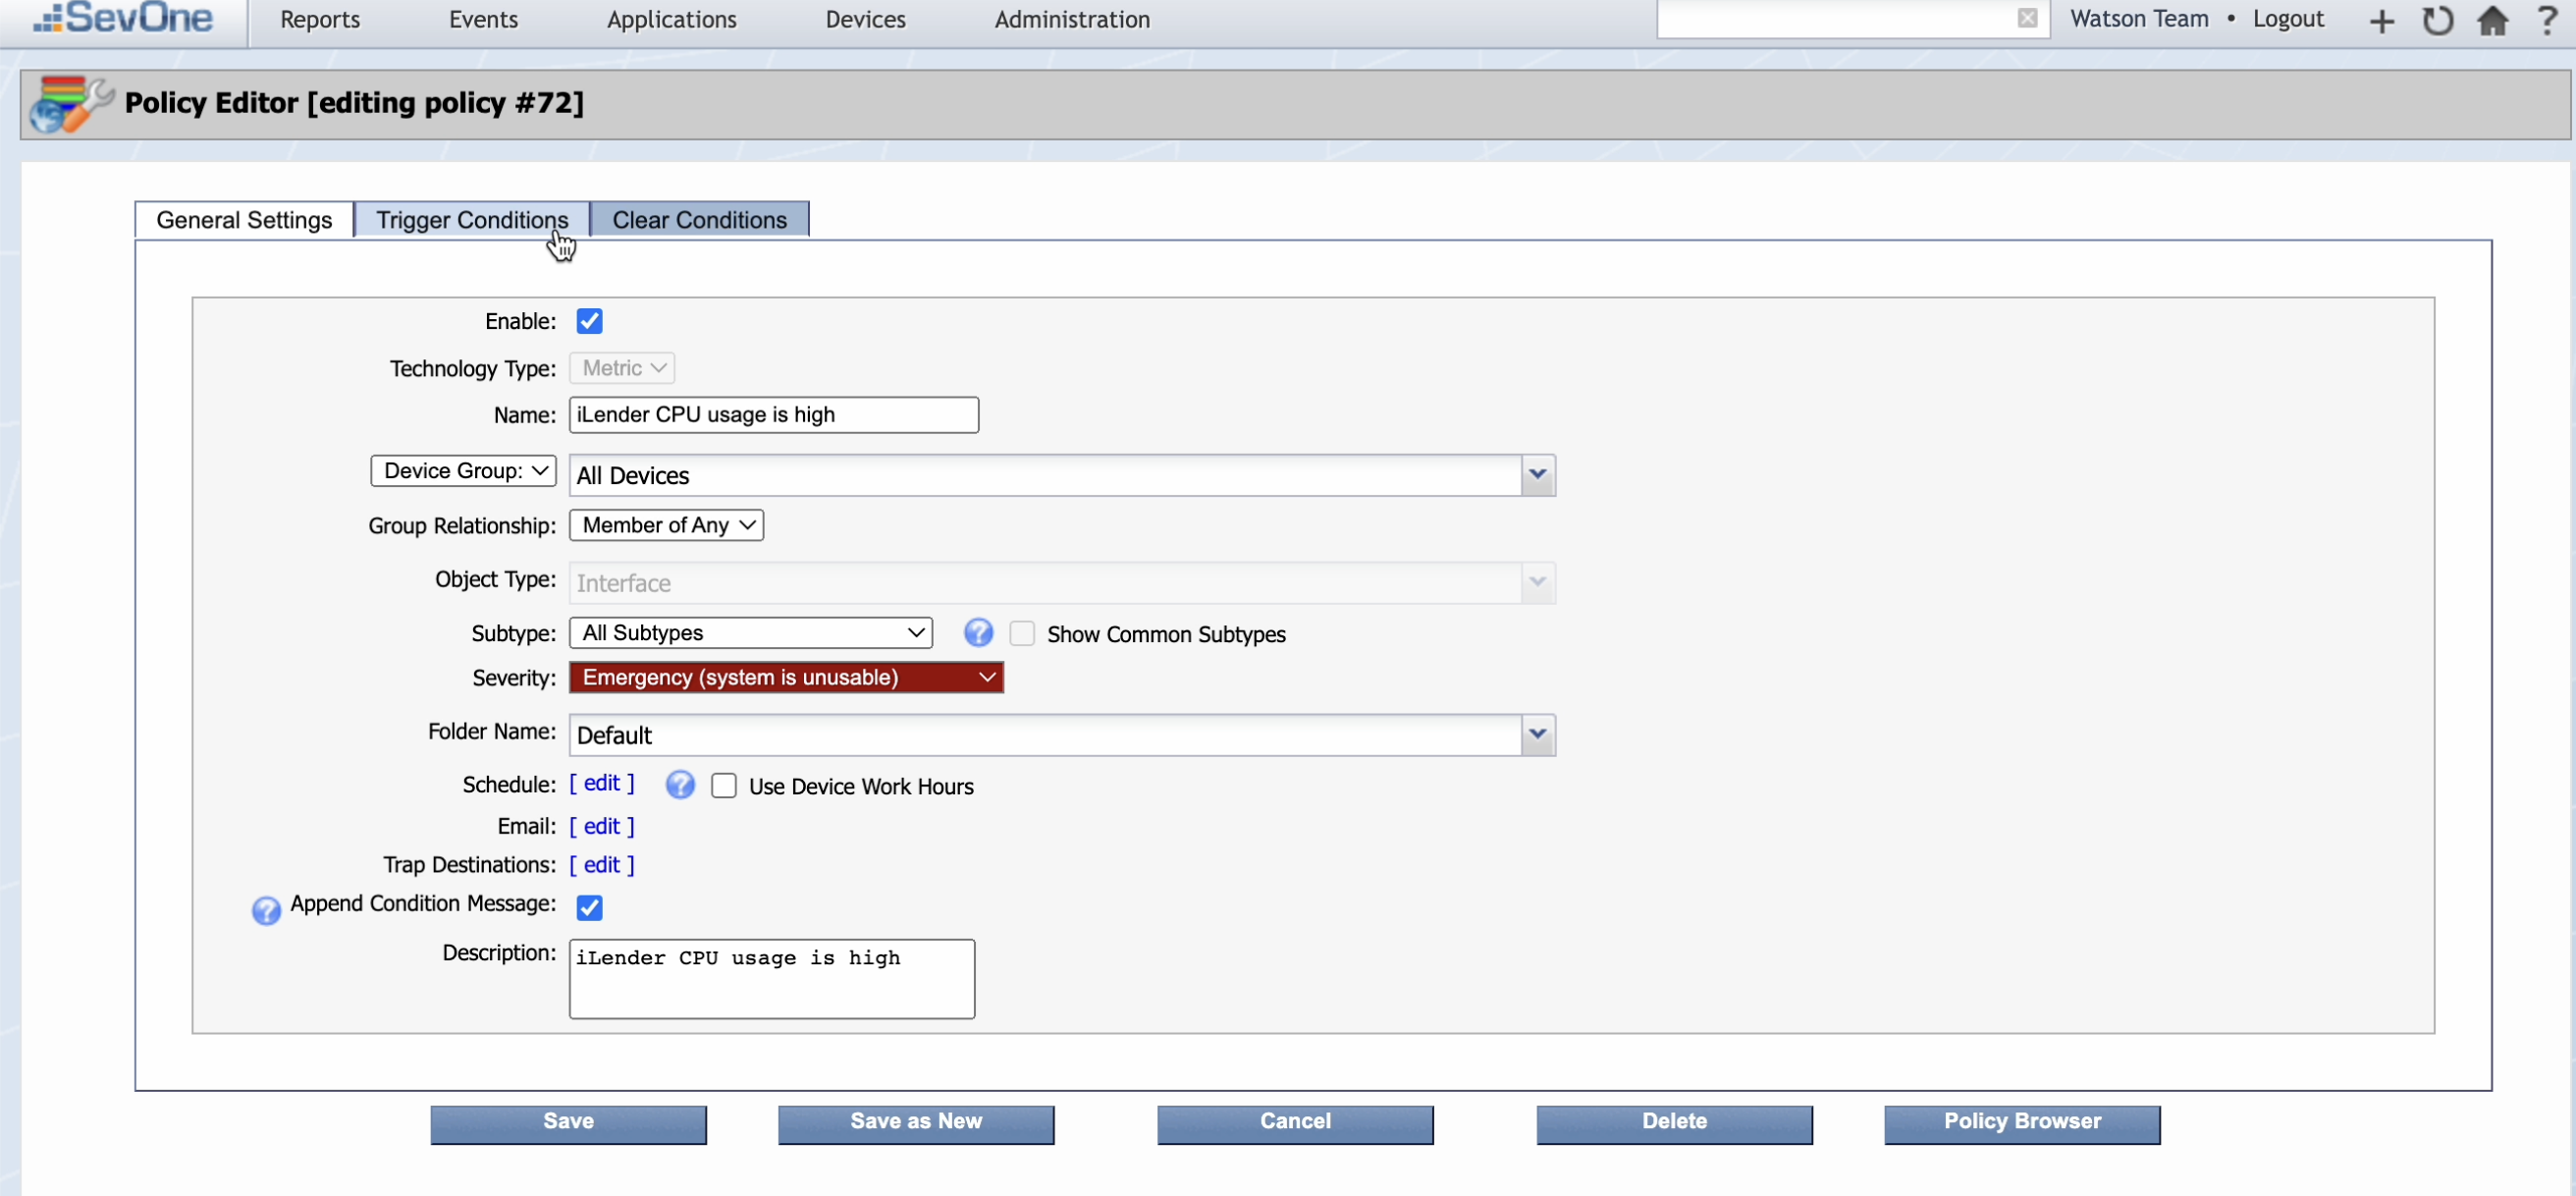 SevOne Reports Events Applications Devices Administration Watson Team • Logout + ?
Policy Editor [editing policy #72]
General Settings Trigger Conditions Clear Conditions
Enable:
Technology Type: Metric
Name: iLender CPU usage is high
Device Group: All Devices
Group Relationship: Member of Any
Object Type: Interface
Subtype: All Subtypes ? Show Common Subtypes
Severity: Emergency (system is unusable)
Folder Name: Default
Schedule: [ edit ] ? Use Device Work Hours
Email: [ edit ]
Trap Destinations: [ edit ]
? Append Condition Message:
Description: iLender CPU usage is high
Save Save as New Cancel Delete Policy Browser